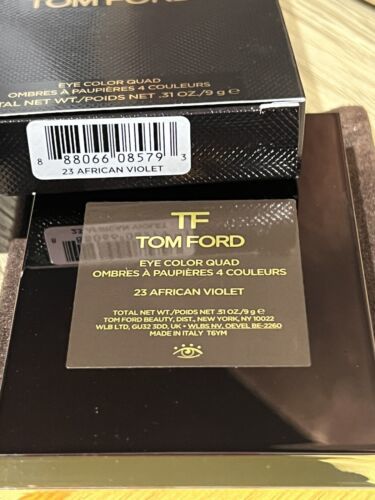 TOM FORD
EYE COLOR QUAD
OMBRES À PAUPIÈRES 4 COULEURS
TAL NET WT./POIDS NET .31 OZ./9 g ℮
8 88066 08579 3
23 AFRICAN VIOLET
TF
TOM FORD
EYE COLOR QUAD
OMBRES À PAUPIÈRES 4 COULEURS
23 AFRICAN VIOLET
TOTAL NET WT./POIDS NET .31 OZ./9 g ℮
TOM FORD BEAUTY, DIST., NEW YORK, NY 10022
WLB LTD, GU32 3DD, UK • WLBS NV, OEVEL BE-2260
MADE IN ITALY T6YM